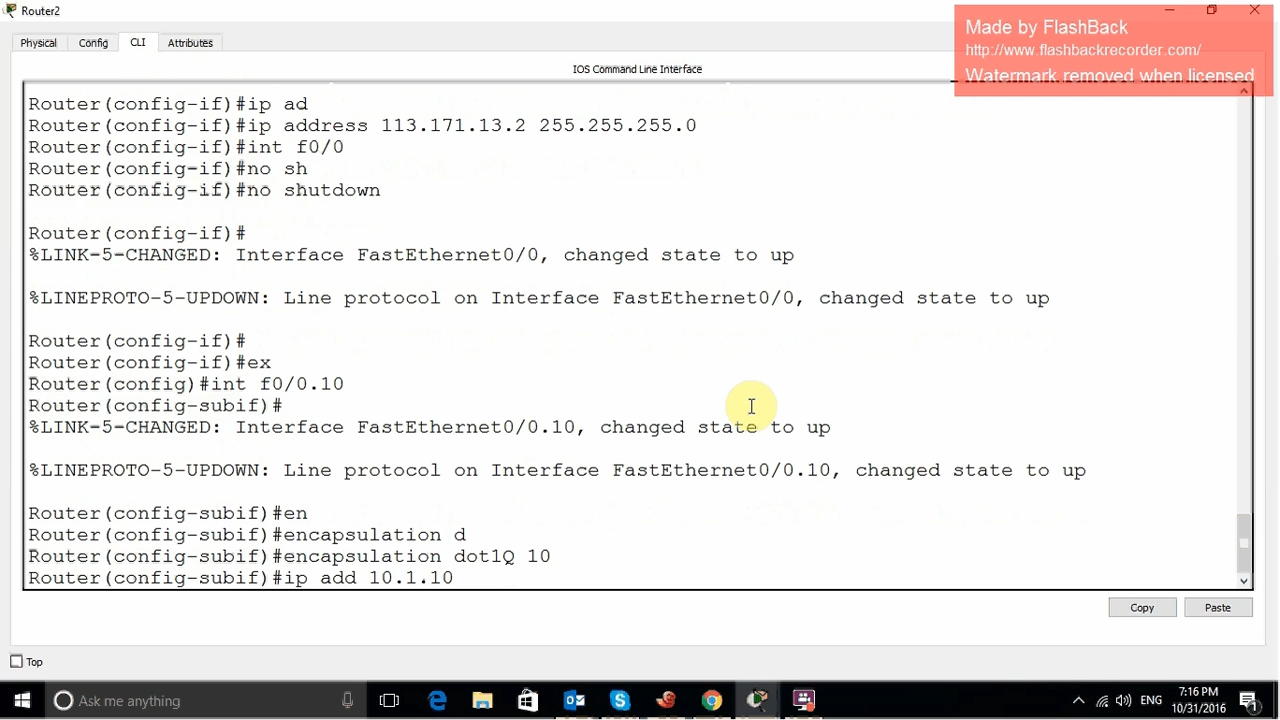 Router2
Made by FlashBack
http://www.flashbackrecorder.com/
Watermark removed when licensed
Physical Config CLI Attributes
IOS Command Line Interface
Router(config-if)#ip ad
Router(config-if)#ip address 113.171.13.2 255.255.255.0
Router(config-if)#int f0/0
Router(config-if)#no sh
Router(config-if)#no shutdown
Router(config-if)#
%LINK-5-CHANGED: Interface FastEthernet0/0, changed state to up
%LINEPROTO-5-UPDOWN: Line protocol on Interface FastEthernet0/0, changed state to up
Router(config-if)#
Router(config-if)#ex
Router(config)#int f0/0.10
Router(config-subif)#
%LINK-5-CHANGED: Interface FastEthernet0/0.10, changed state to up
%LINEPROTO-5-UPDOWN: Line protocol on Interface FastEthernet0/0.10, changed state to up
Router(config-subif)#en
Router(config-subif)#encapsulation d
Router(config-subif)#encapsulation dot1Q 10
Router(config-subif)#ip add 10.1.10
Copy Paste
Top
Ask me anything
ENG
7:16 PM
10/31/2016
1